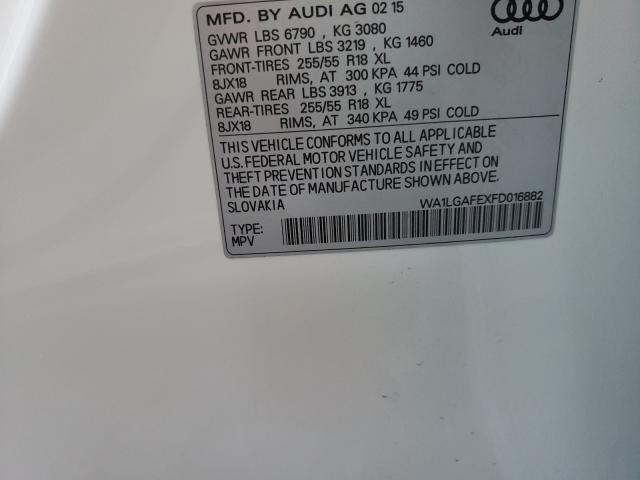 MFD. BY AUDI AG 02 15
GVWR LBS 6790 , KG 3080
GAWR FRONT LBS 3219 , KG 1460
FRONT-TIRES 255/55 R18 XL
8JX18 RIMS, AT 300 KPA 44 PSI COLD
GAWR REAR LBS 3913 , KG 1775
REAR-TIRES 255/55 R18 XL
8JX18 RIMS, AT 340 KPA 49 PSI COLD
Audi
THIS VEHICLE CONFORMS TO ALL APPLICABLE
U.S. FEDERAL MOTOR VEHICLE SAFETY AND
THEFT PREVENTION STANDARDS IN EFFECT ON
THE DATE OF MANUFACTURE SHOWN ABOVE.
SLOVAKIA WA1LGAFEXFD016882
TYPE:
MPV